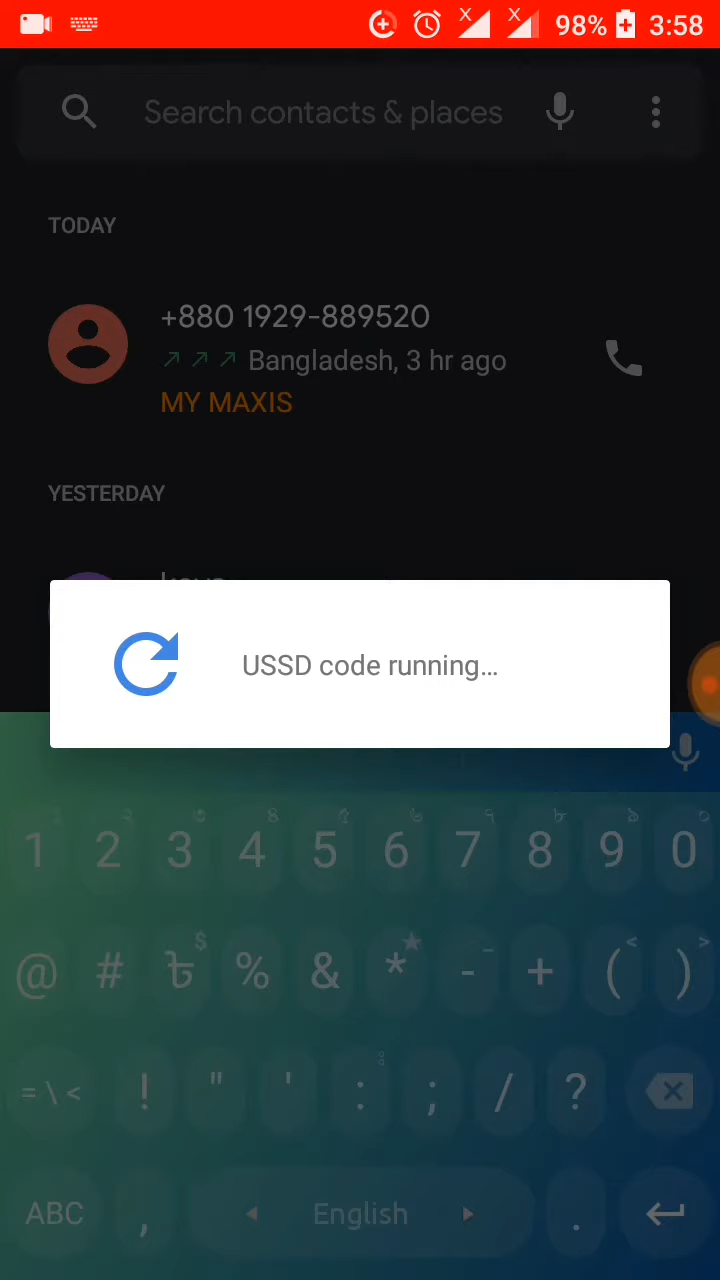 98% 3:58
Search contacts & places
TODAY
+880 1929-889520
Bangladesh, 3 hr ago
MY MAXIS
YESTERDAY
USSD code running...
1 2 3 4 5 6 7 8 9 0
@ # ৳ % & * - + ( )
= \ < ! " ' : ; / ?
ABC , English .